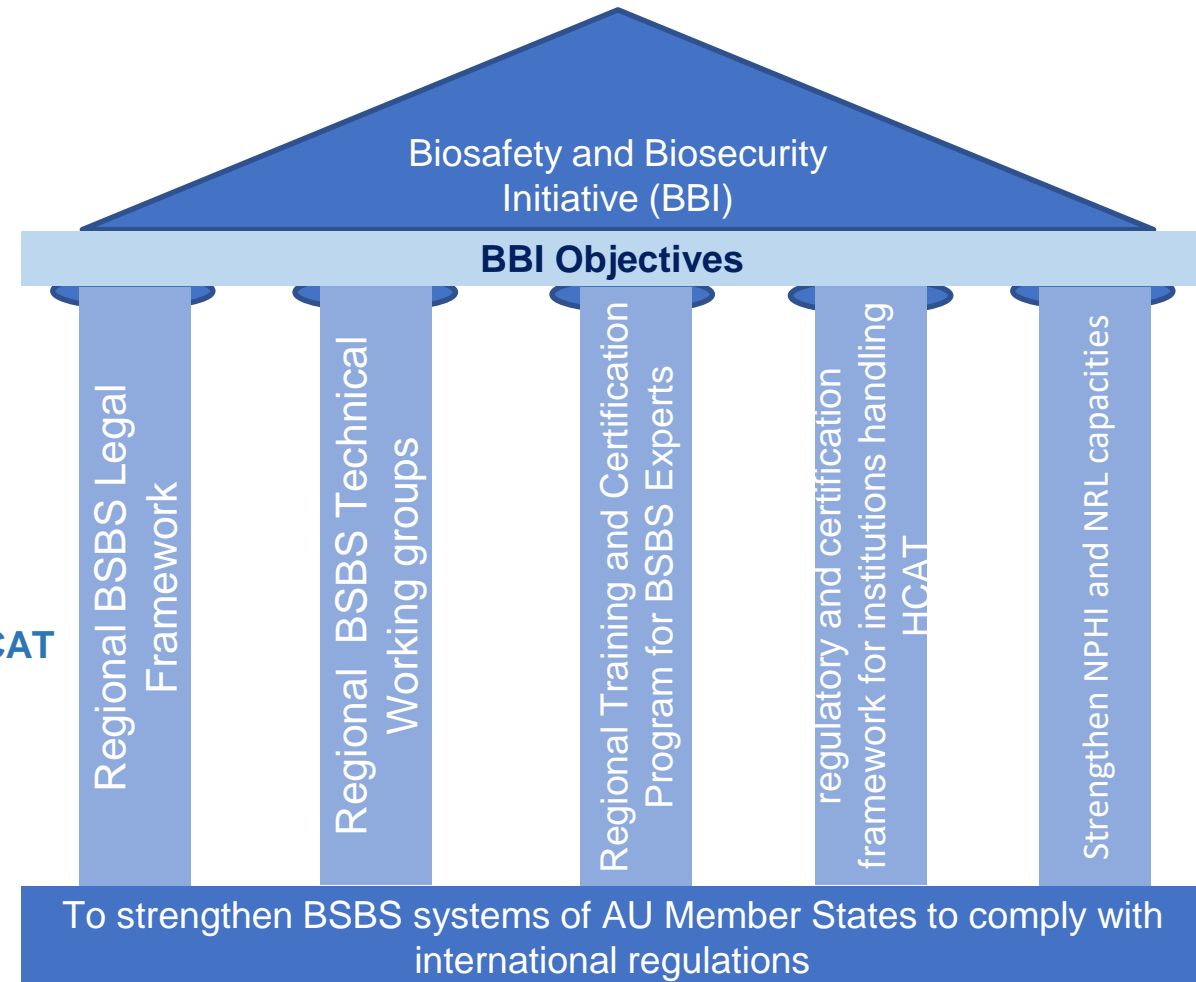 Biosafety and Biosecurity
Initiative (BBI)
BBI Objectives
Regional BSBS Legal
Framework
Regional BSBS Technical
Working groups
Regional Training and Certification
Program for BSBS Experts
regulatory and certification
framework for institutions handling
HCAT
Strengthen NPHI and NRL capacities
CAT
To strengthen BSBS systems of AU Member States to comply with
international regulations